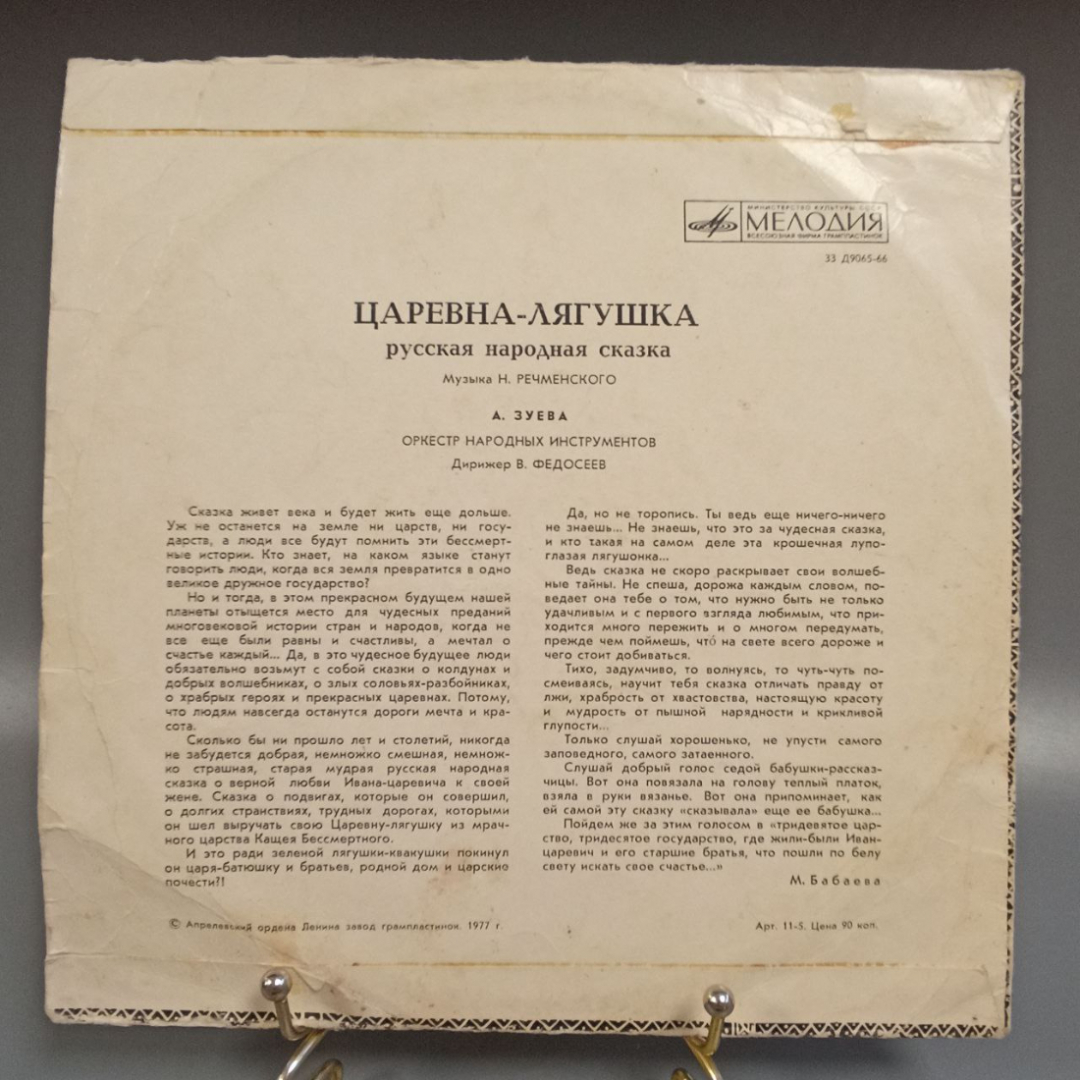 МИНИСТЕРСТВО КУЛЬТУРЫ СССР
МЕЛОДИЯ
ВСЕСОЮЗНАЯ ФИРМА ГРАМПЛАСТИНОК
33 Д9065-66
ЦАРЕВНА-ЛЯГУШКА
русская народная сказка
Музыка Н. РЕЧМЕНСКОГО
А. ЗУЕВА
ОРКЕСТР НАРОДНЫХ ИНСТРУМЕНТОВ
Дирижер В. ФЕДОСЕЕВ
Сказка живет века и будет жить еще дольше.
Уж не останется на земле ни царств, ни госу-
дарств, а люди все будут помнить эти бессмерт-
ные истории. Кто знает, на каком языке станут
говорить люди, когда вся земля превратится в одно
великое дружное государство?
Но и тогда, в этом прекрасном будущем нашей
планеты отыщется место для чудесных преданий
многовековой истории стран и народов, когда не
все еще были равны и счастливы, а мечтал о
счастье каждый... Да, в это чудесное будущее люди
обязательно возьмут с собой сказки о колдунах и
добрых волшебниках, о злых соловьях-разбойниках,
о храбрых героях и прекрасных царевнах. Потому,
что людям навсегда останутся дороги мечта и кра-
сота.
Сколько бы ни прошло лет и столетий, никогда
не забудется добрая, немножко смешная, немнож-
ко страшная, старая мудрая русская народная
сказка о верной любви Ивана-царевича к своей
жене. Сказка о подвигах, которые он совершил,
о долгих странствиях, трудных дорогах, которыми
он шел выручать свою Царевну-лягушку из мрач-
ного царства Кащея Бессмертного.
И это ради зеленой лягушки-квакушки покинул
он царя-батюшку и братьев, родной дом и царские
почести?!
Да, но не торопись. Ты ведь еще ничего-ничего
не знаешь... Не знаешь, что это за чудесная сказка,
и кто такая на самом деле эта крошечная лупо-
глазая лягушонка...
Ведь сказка не скоро раскрывает свои волшеб-
ные тайны. Не спеша, дорожа каждым словом, по-
ведает она тебе о том, что нужно быть не только
удачливым и с первого взгляда любимым, что при-
ходится много пережить и о многом передумать,
прежде чем поймешь, что́ на свете всего дороже и
чего стоит добиваться.
Тихо, задумчиво, то волнуясь, то чуть-чуть по-
смеиваясь, научит тебя сказка отличать правду от
лжи, храбрость от хвастовства, настоящую красоту
и мудрость от пышной нарядности и крикливой
глупости...
Только слушай хорошенько, не упусти самого
заповедного, самого затаенного.
Слушай добрый голос седой бабушки-рассказ-
чицы. Вот она повязала на голову теплый платок,
взяла в руки вязанье. Вот она припоминает, как
ей самой эту сказку «сказывала» еще ее бабушка...
Пойдем же за этим голосом в «тридевятое цар-
ство, тридесятое государство, где жили-были Иван-
царевич и его старшие братья, что пошли по белу
свету искать свое счастье...»
М. Бабаева
© Апрелевский ордена Ленина завод грампластинок. 1977 г.
Арт. 11-5. Цена 90 коп.